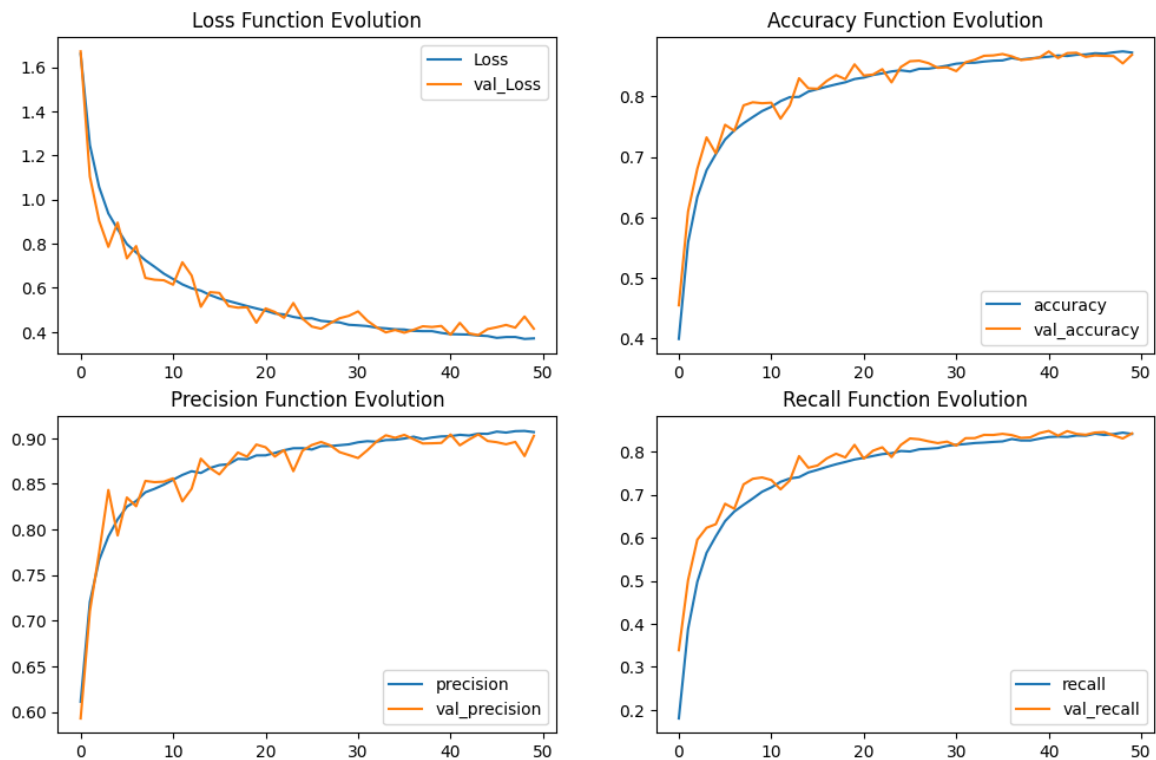 Loss Function Evolution
Loss
val_Loss
1.6
1.4
1.2
1.0
0.8
0.6
0.4
0 10 20 30 40 50
Accuracy Function Evolution
accuracy
val_accuracy
0.8
0.7
0.6
0.5
0.4
0 10 20 30 40 50
Precision Function Evolution
precision
val_precision
0.90
0.85
0.80
0.75
0.70
0.65
0.60
0 10 20 30 40 50
Recall Function Evolution
recall
val_recall
0.8
0.7
0.6
0.5
0.4
0.3
0.2
0 10 20 30 40 50